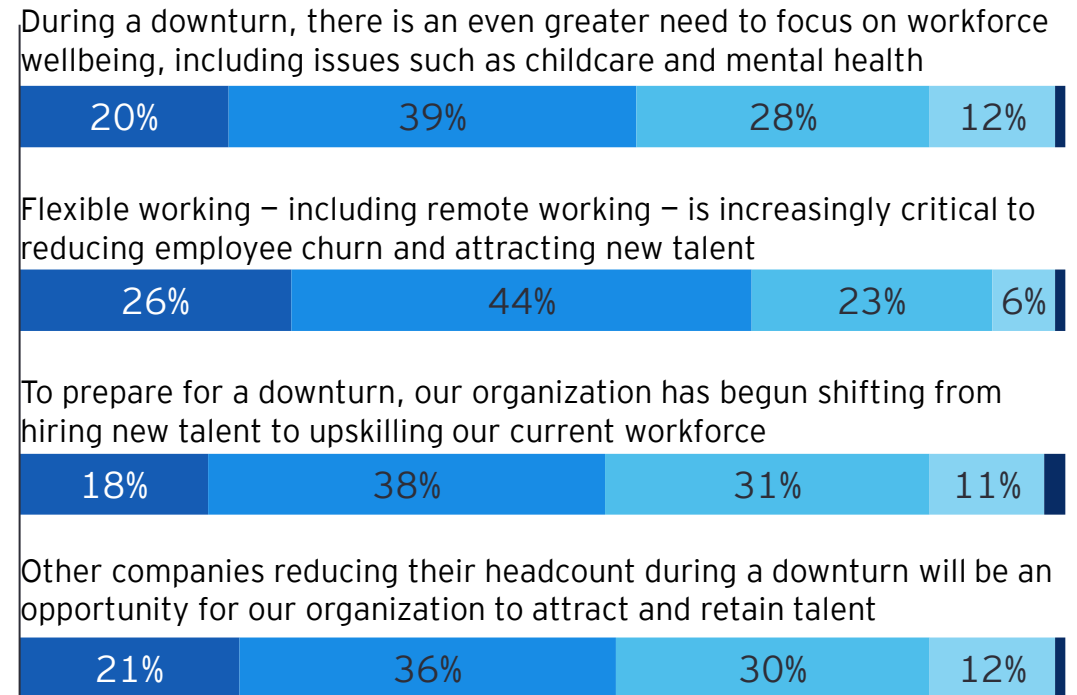 During a downturn, there is an even greater need to focus on workforce
wellbeing, including issues such as childcare and mental health
20% 39% 28% 12%
Flexible working – including remote working – is increasingly critical to
reducing employee churn and attracting new talent
26% 44% 23% 6%
To prepare for a downturn, our organization has begun shifting from
hiring new talent to upskilling our current workforce
18% 38% 31% 11%
Other companies reducing their headcount during a downturn will be an
opportunity for our organization to attract and retain talent
21% 36% 30% 12%